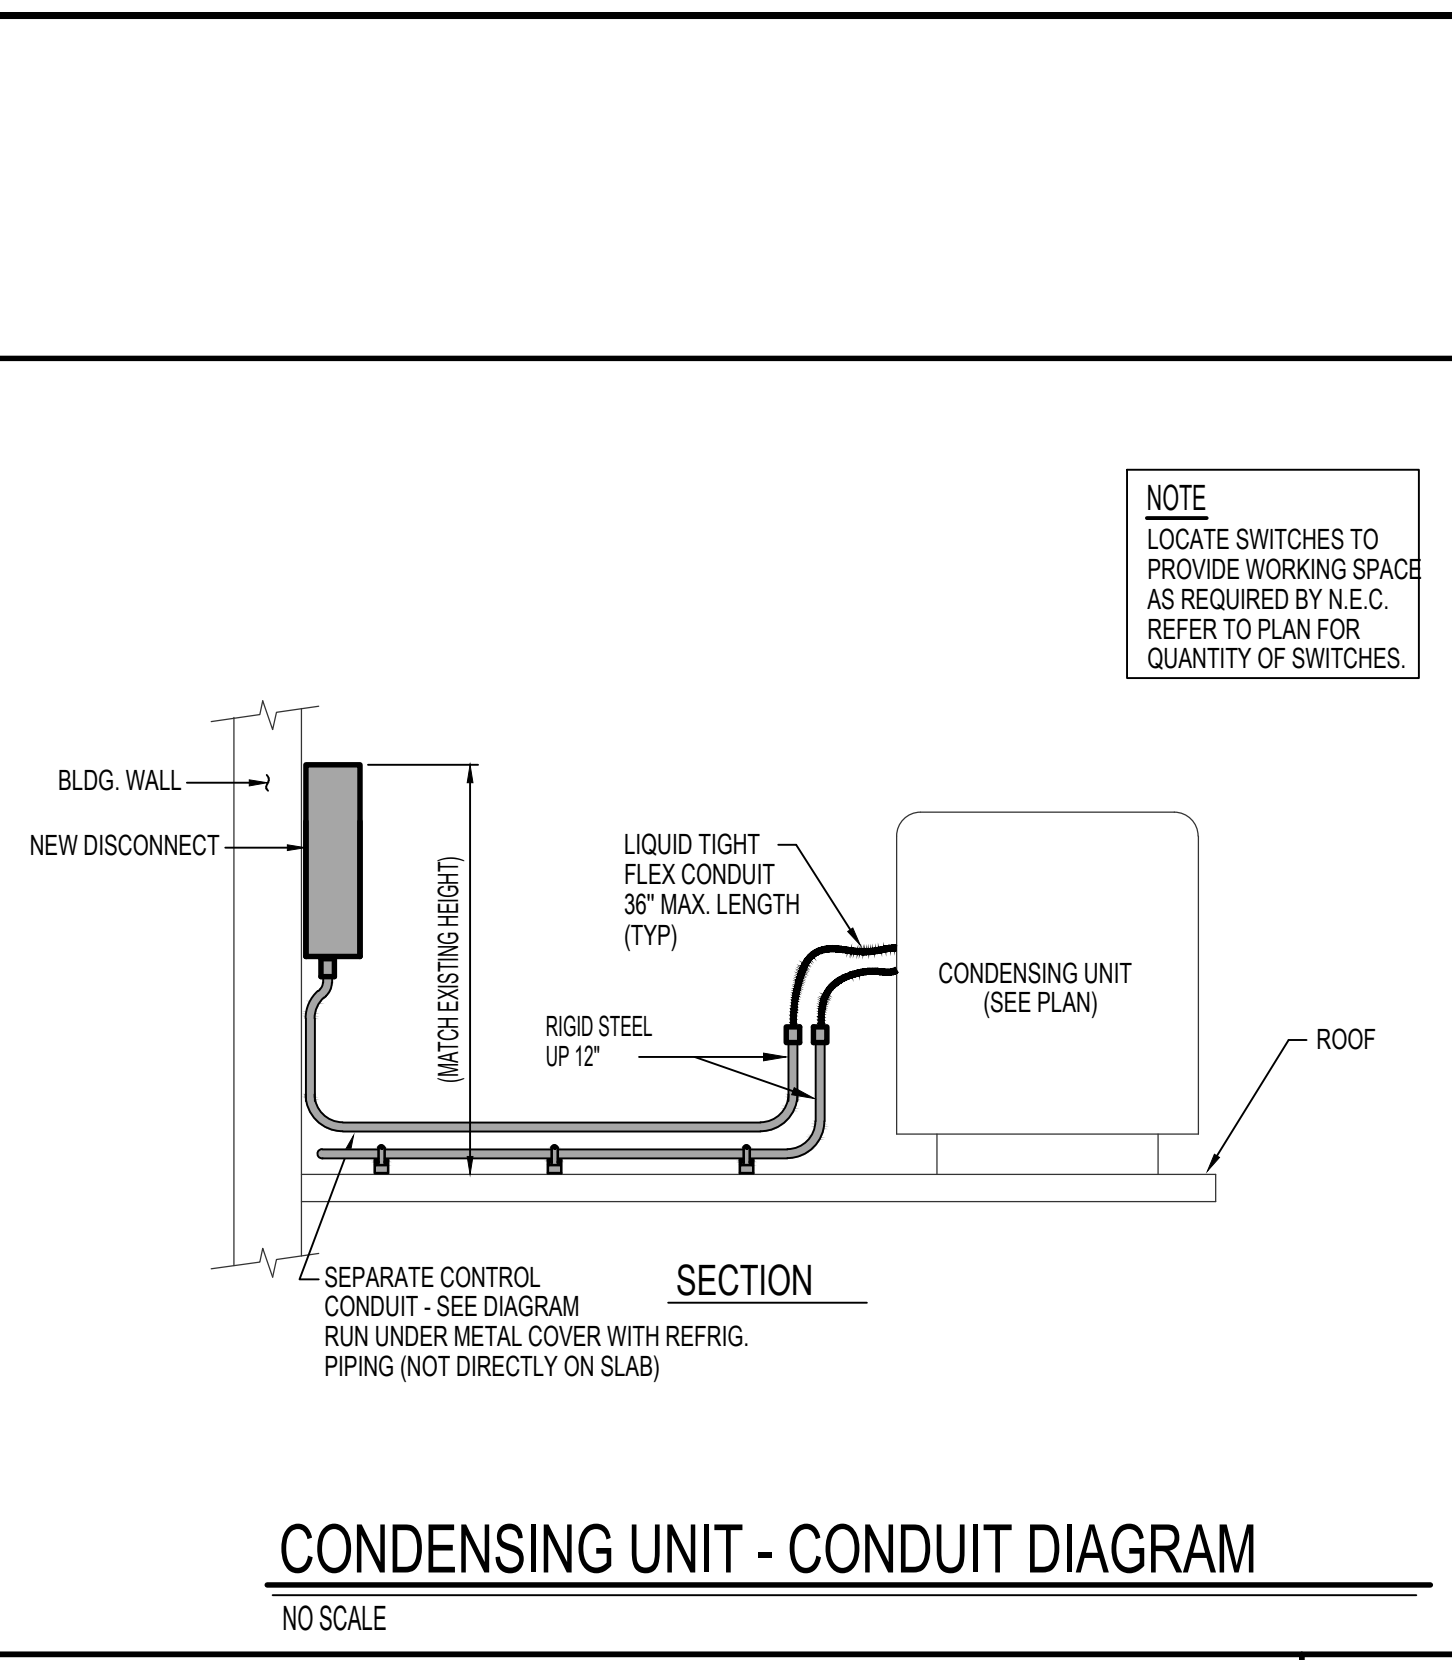 NOTE
LOCATE SWITCHES TO
PROVIDE WORKING SPACE
AS REQUIRED BY N.E.C.
REFER TO PLAN FOR
QUANTITY OF SWITCHES.
BLDG. WALL
NEW DISCONNECT
(MATCH EXISTING HEIGHT)
LIQUID TIGHT
FLEX CONDUIT
36" MAX. LENGTH
(TYP)
RIGID STEEL
UP 12"
CONDENSING UNIT
(SEE PLAN)
ROOF
SEPARATE CONTROL
CONDUIT - SEE DIAGRAM
RUN UNDER METAL COVER WITH REFRIG.
PIPING (NOT DIRECTLY ON SLAB)
SECTION
CONDENSING UNIT - CONDUIT DIAGRAM
NO SCALE